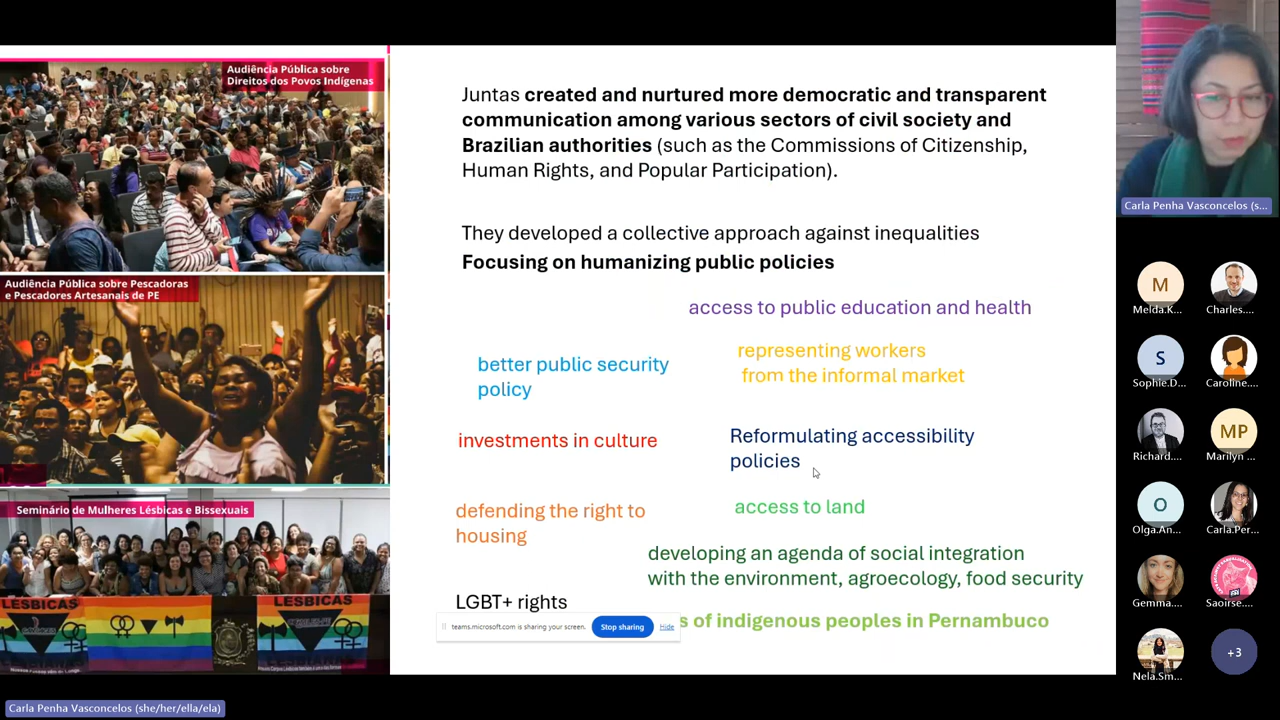 Audiência Pública sobre
Direitos dos Povos Indígenas
Audiência Pública sobre Pescadoras
e Pescadores Artesanais de PE
Seminário de Mulheres Lésbicas e Bissexuais
LÉSBICAS
Juntas created and nurtured more democratic and transparent
communication among various sectors of civil society and
Brazilian authorities (such as the Commissions of Citizenship,
Human Rights, and Popular Participation).
They developed a collective approach against inequalities
Focusing on humanizing public policies
access to public education and health
better public security
policy
representing workers
from the informal market
investments in culture
Reformulating accessibility
policies
defending the right to
housing
access to land
developing an agenda of social integration
with the environment, agroecology, food security
LGBT+ rights
s of indigenous peoples in Pernambuco
teams.microsoft.com is sharing your screen.
Stop sharing
Hide
Carla Penha Vasconcelos (s...
M
Melda.K...
Charles....
S
Sophie.D...
Caroline....
Richard....
MP
Marilyn ...
O
Olga.An...
Carla.Per...
Gemma....
Saoirse....
Nela.Sm...
+3
Carla Penha Vasconcelos (she/her/ella/ela)